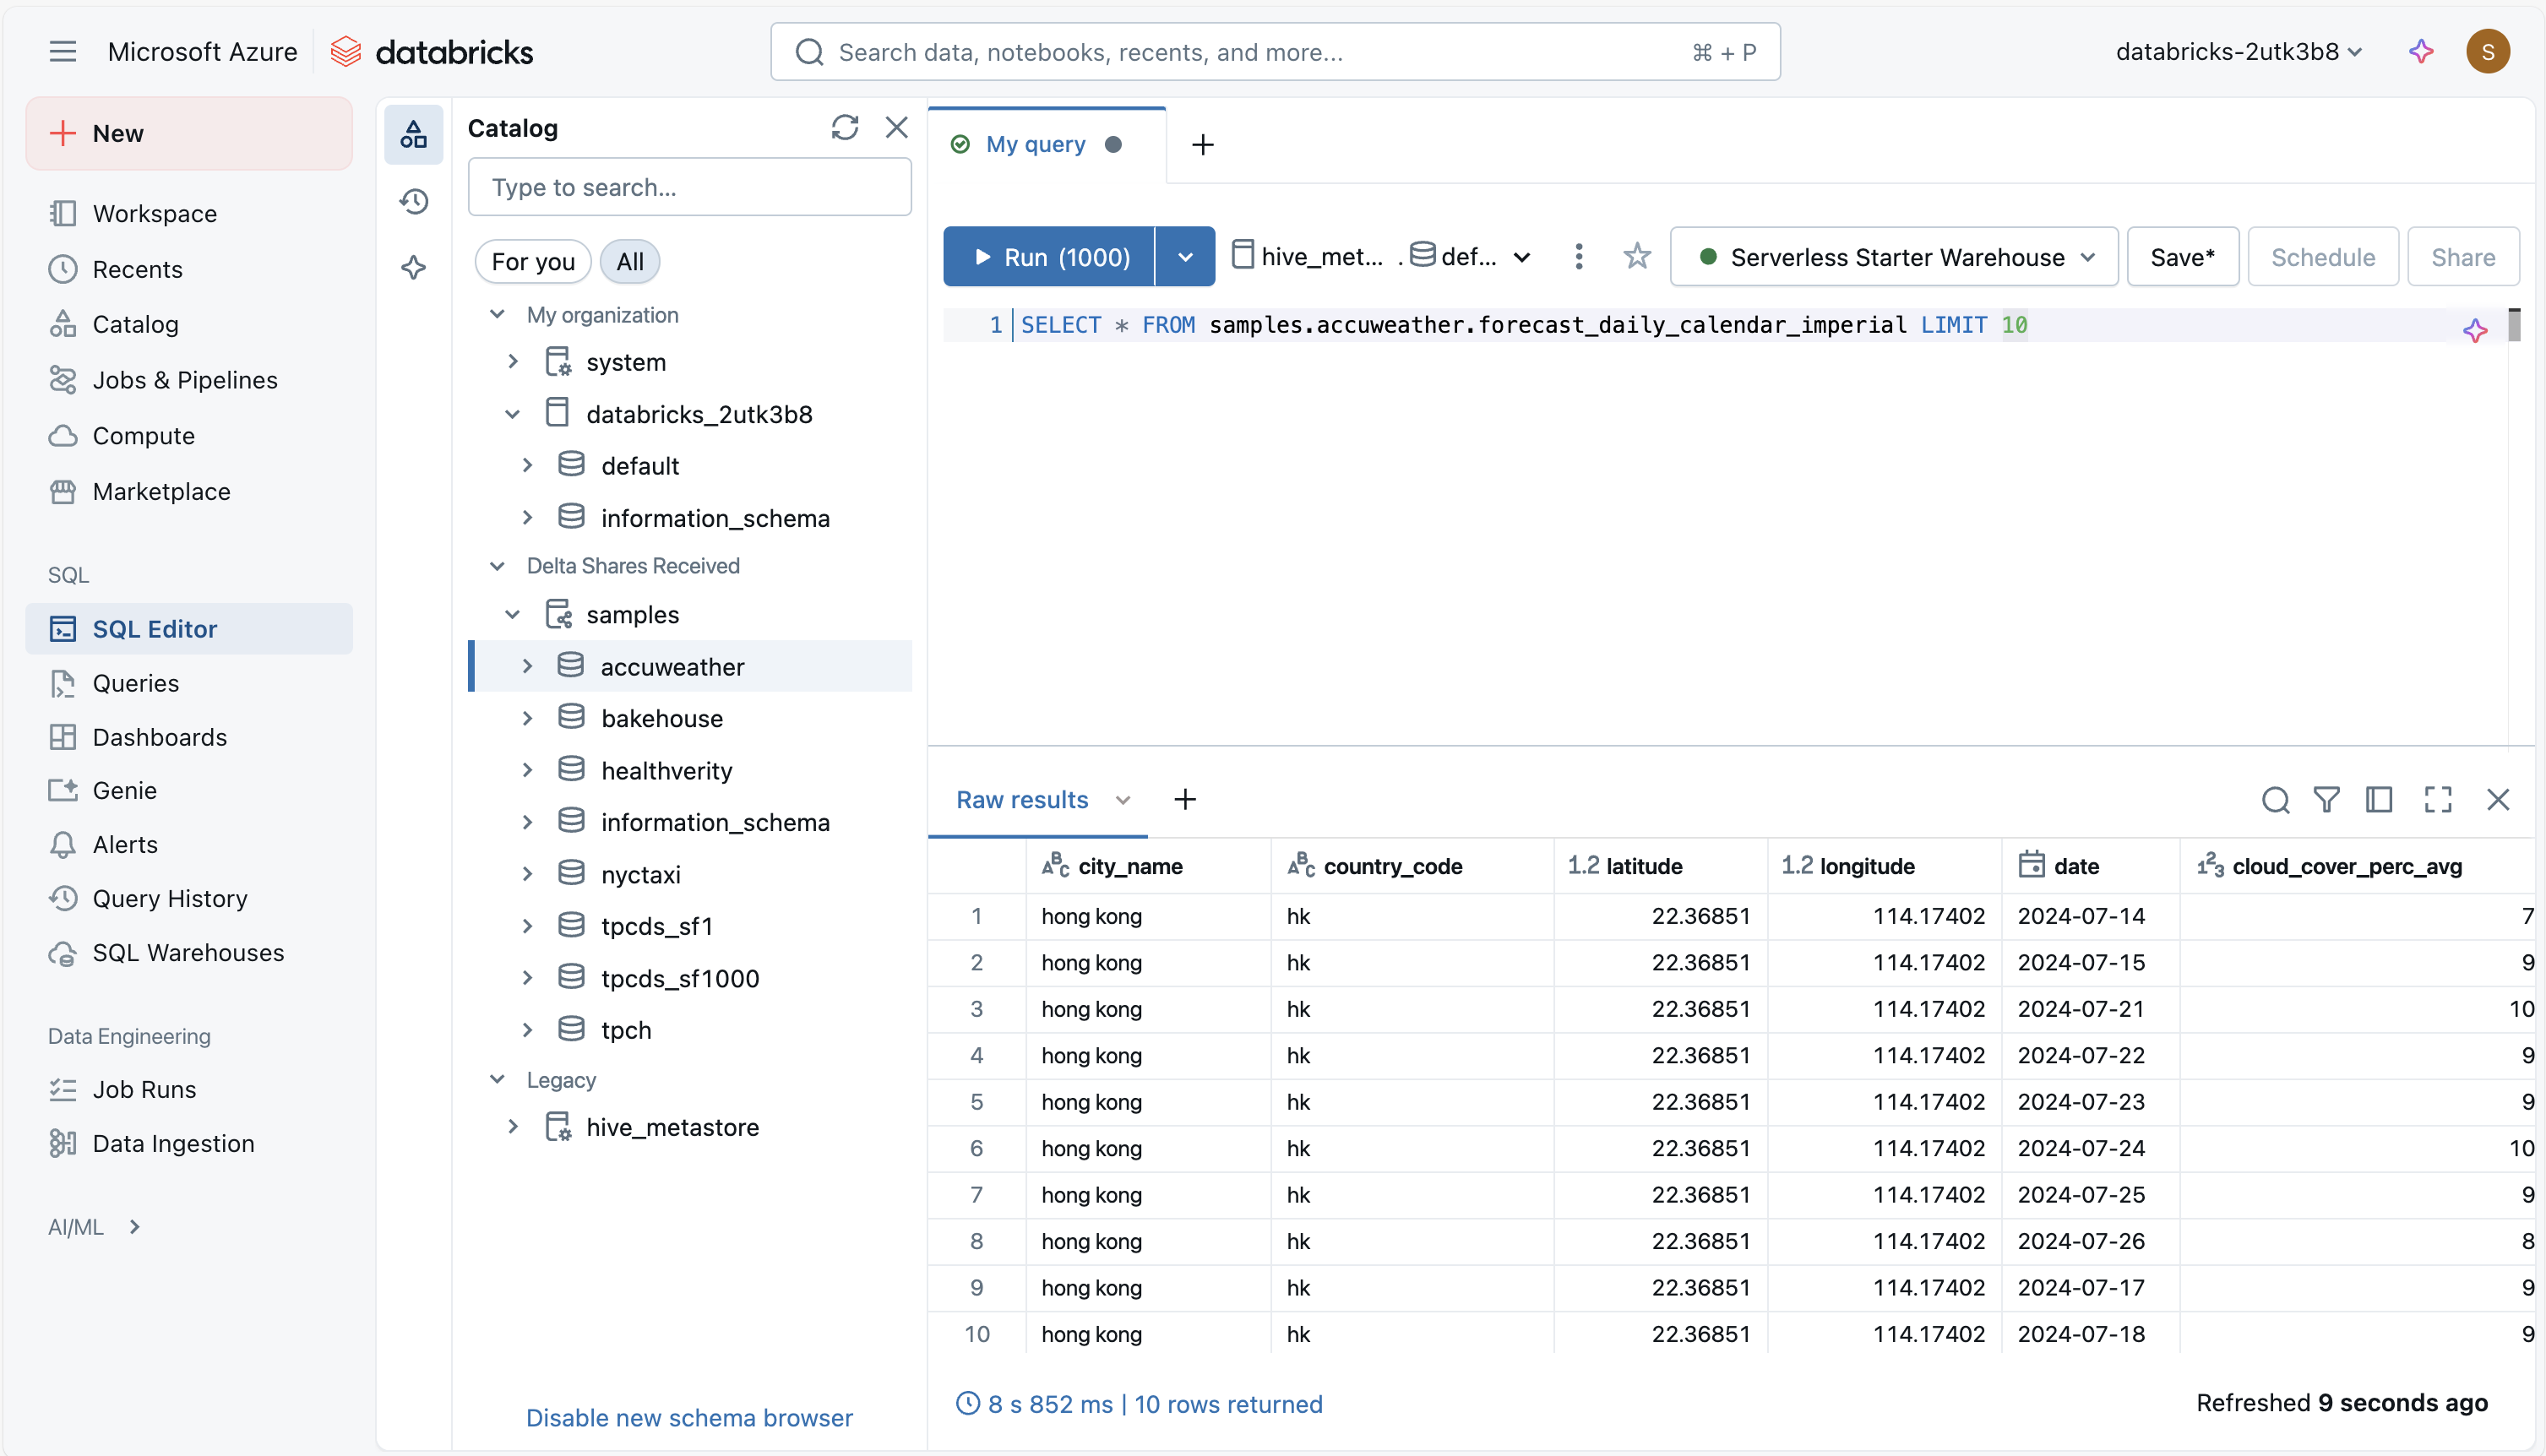 Microsoft Azure databricks
Search data, notebooks, recents, and more... ⌘ + P
databricks-2utk3b8
S
New
Workspace
Recents
Catalog
Jobs & Pipelines
Compute
Marketplace
SQL
SQL Editor
Queries
Dashboards
Genie
Alerts
Query History
SQL Warehouses
Data Engineering
Job Runs
Data Ingestion
AI/ML
Catalog
Type to search...
For you All
My organization
system
databricks_2utk3b8
default
information_schema
Delta Shares Received
samples
accuweather
bakehouse
healthverity
information_schema
nyctaxi
tpcds_sf1
tpcds_sf1000
tpch
Legacy
hive_metastore
Disable new schema browser
My query
Run (1000) hive_met... . def... Serverless Starter Warehouse Save* Schedule Share
1 SELECT * FROM samples.accuweather.forecast_daily_calendar_imperial LIMIT 10
Raw results
ABC city_name ABC country_code 1.2 latitude 1.2 longitude date 123 cloud_cover_perc_avg
1 hong kong hk 22.36851 114.17402 2024-07-14 7
2 hong kong hk 22.36851 114.17402 2024-07-15 9
3 hong kong hk 22.36851 114.17402 2024-07-21 10
4 hong kong hk 22.36851 114.17402 2024-07-22 9
5 hong kong hk 22.36851 114.17402 2024-07-23 9
6 hong kong hk 22.36851 114.17402 2024-07-24 10
7 hong kong hk 22.36851 114.17402 2024-07-25 9
8 hong kong hk 22.36851 114.17402 2024-07-26 8
9 hong kong hk 22.36851 114.17402 2024-07-17 9
10 hong kong hk 22.36851 114.17402 2024-07-18 9
8 s 852 ms | 10 rows returned
Refreshed 9 seconds ago